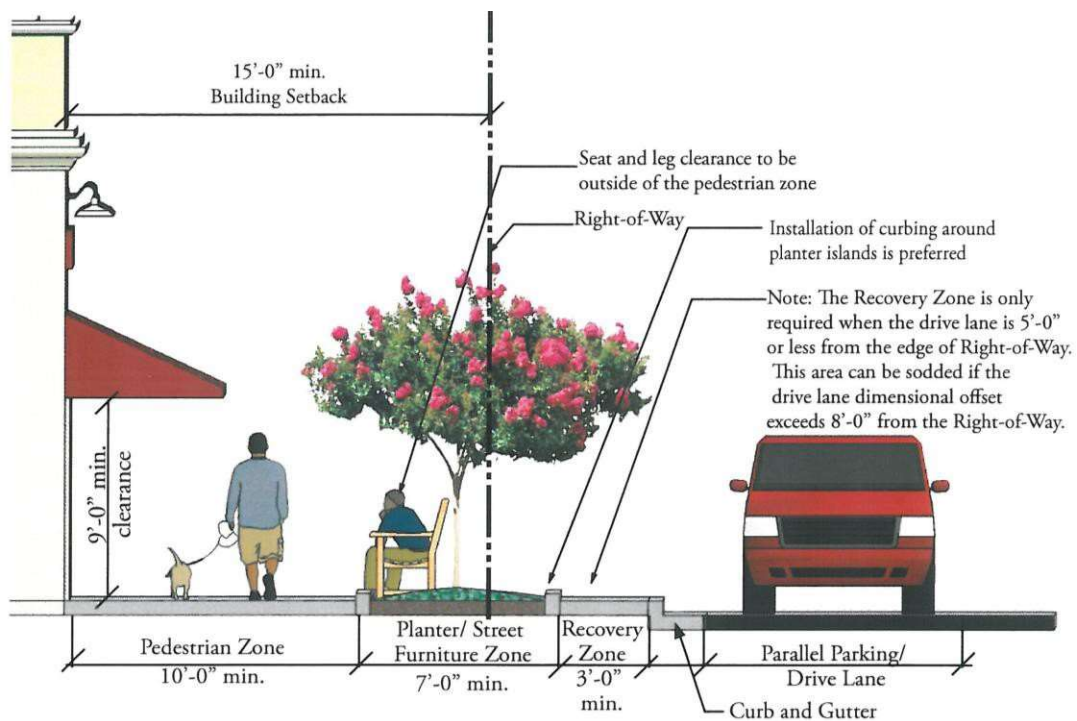 15’-0” min.
Building Setback
Seat and leg clearance to be
outside of the pedestrian zone
Right-of-Way
Installation of curbing around
planter islands is preferred
Note: The Recovery Zone is only
required when the drive lane is 5’-0”
or less from the edge of Right-of-Way.
This area can be sodded if the
drive lane dimensional offset
exceeds 8’-0” from the Right-of-Way.
9’-0” min.
clearance
Pedestrian Zone
10’-0” min.
Planter/ Street
Furniture Zone
7’-0” min.
Recovery
Zone
3’-0”
min.
Parallel Parking/
Drive Lane
Curb and Gutter